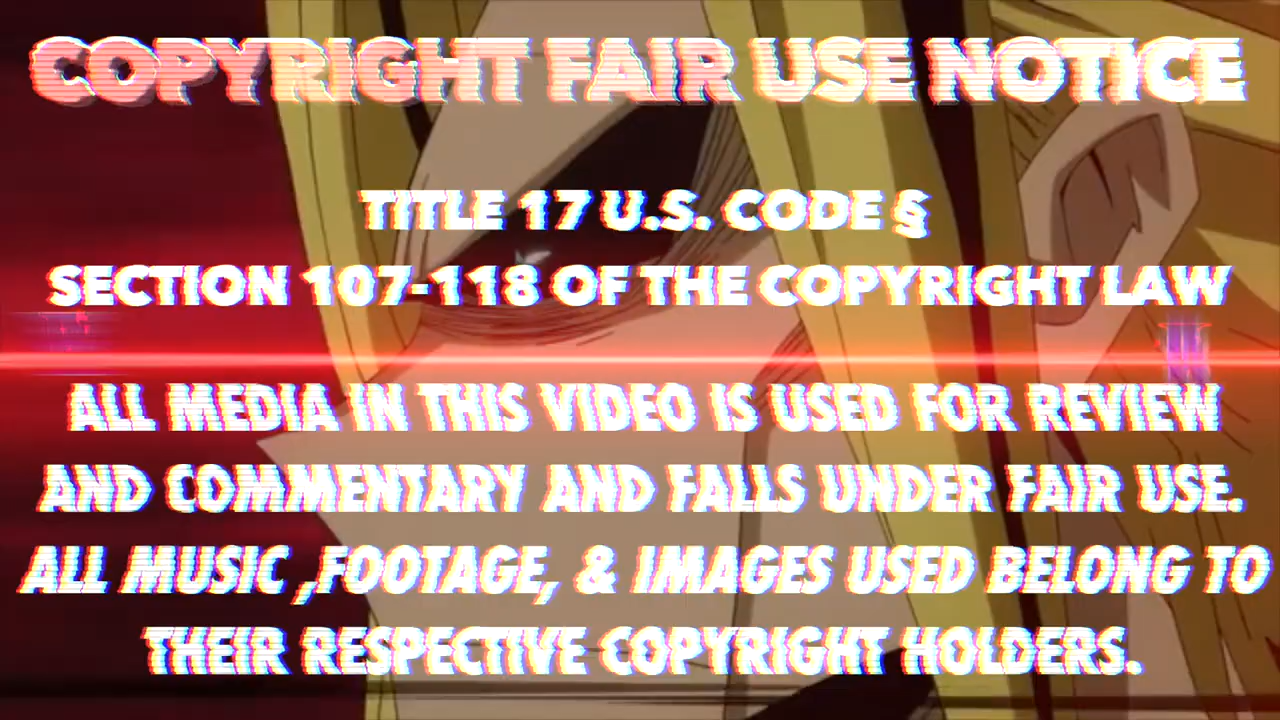 COPYRIGHT FAIR USE NOTICE
TITLE 17 U.S. CODE §
SECTION 107-118 OF THE COPYRIGHT LAW
ALL MEDIA IN THIS VIDEO IS USED FOR REVIEW
AND COMMENTARY AND FALLS UNDER FAIR USE.
ALL MUSIC ,FOOTAGE, & IMAGES USED BELONG TO
THEIR RESPECTIVE COPYRIGHT HOLDERS.